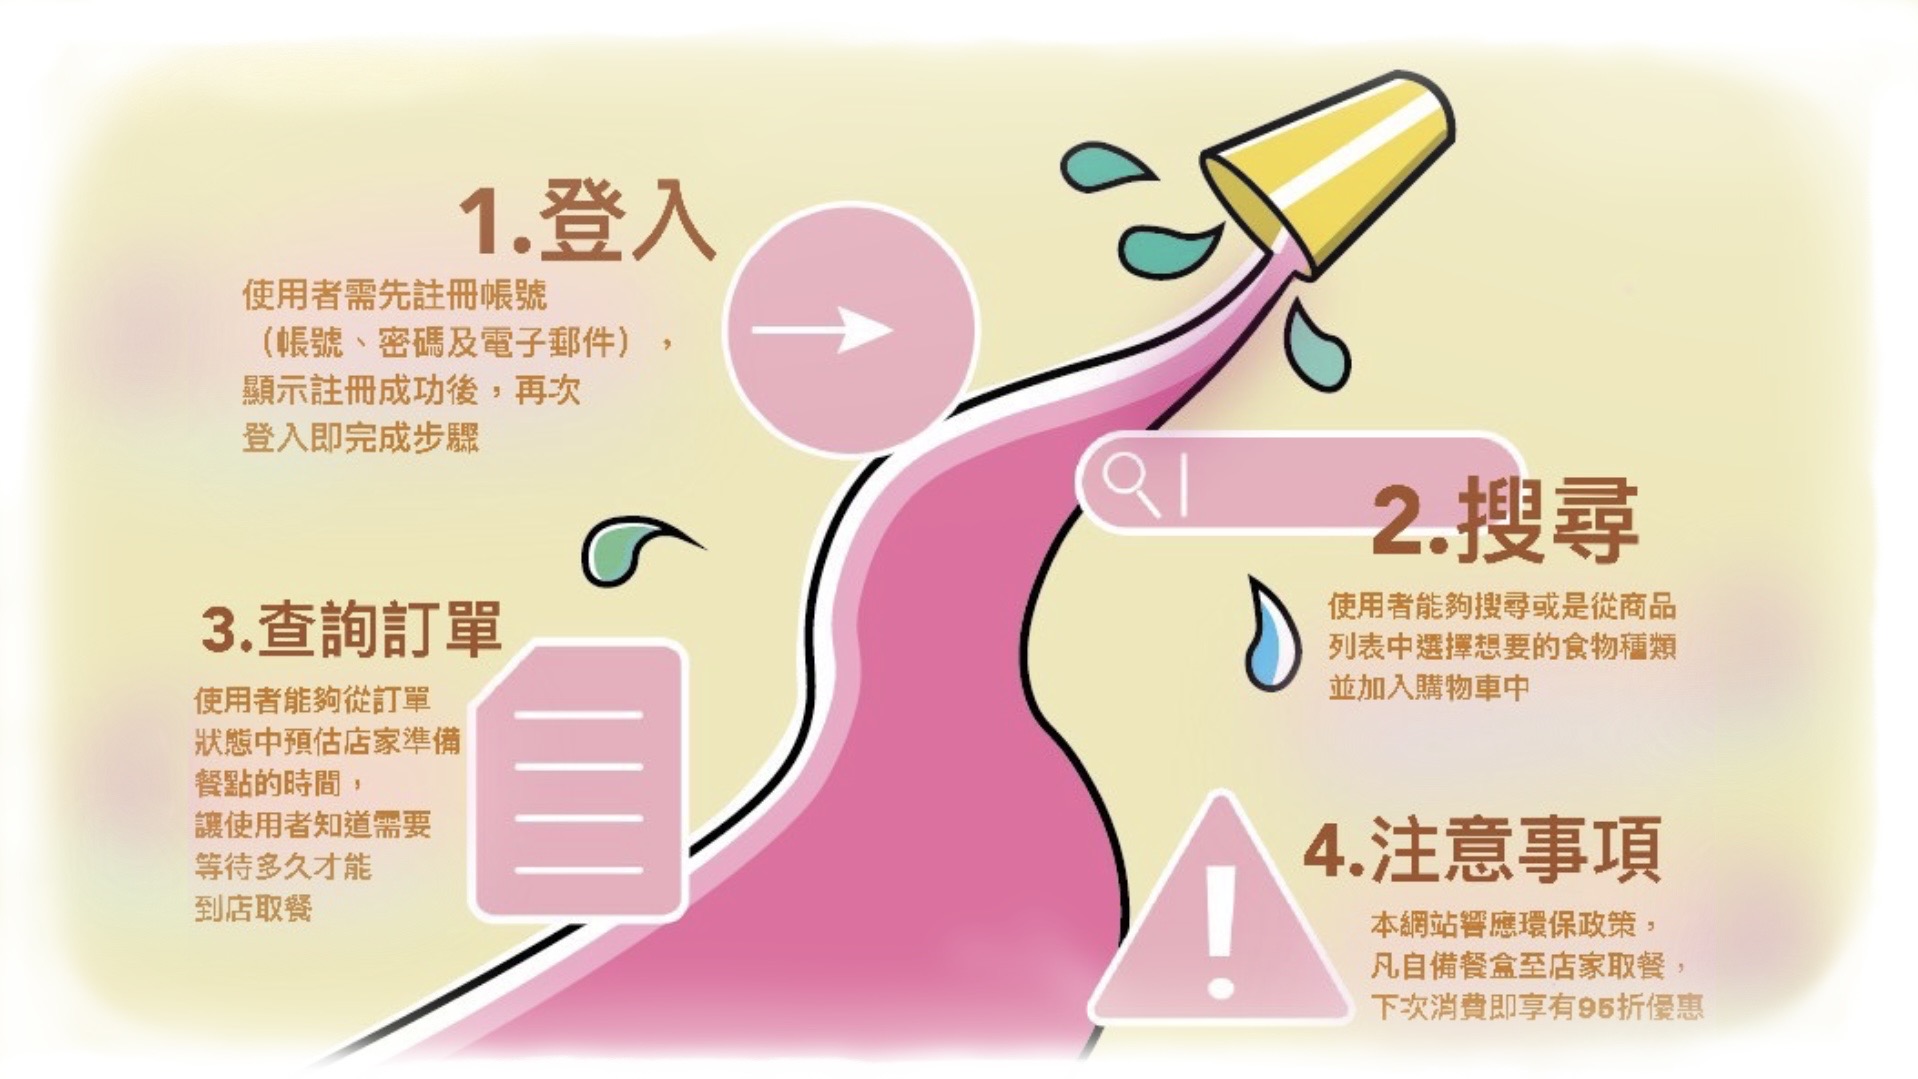 1.登入
使用者需先註冊帳號
（帳號、密碼及電子郵件），
顯示註冊成功後，再次
登入即完成步驟
2.搜尋
使用者能夠搜尋或是從商品
列表中選擇想要的食物種類
並加入購物車中
3.查詢訂單
使用者能夠從訂單
狀態中預估店家準備
餐點的時間，
讓使用者知道需要
等待多久才能
到店取餐
4.注意事項
本網站響應環保政策，
凡自備餐盒至店家取餐，
下次消費即享有95折優惠